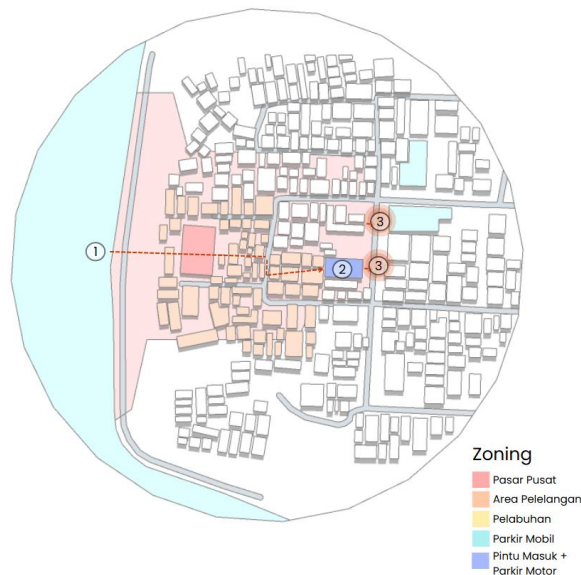 3
1
2
3
Zoning
Pasar Pusat
Area Pelelangan
Pelabuhan
Parkir Mobil
Pintu Masuk +
Parkir Motor